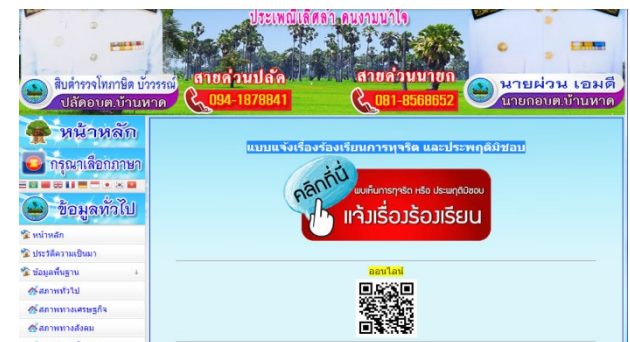 ประเพณีเลิศล้ำ คนงามน้ำใจ
สิบตำรวจโทภาษิต บัววรรณ์
ปลัดอบต.บ้านหาด
สายด่วนปลัด
094-1878841
สายด่วนนายก
081-8568652
นายผ่วน เอมดี
นายกอบต.บ้านหาด
หน้าหลัก
กรุณาเลือกภาษา
ข้อมูลทั่วไป
หน้าหลัก
ประวัติความเป็นมา
ข้อมูลพื้นฐาน
สภาพทั่วไป
สภาพทางเศรษฐกิจ
สภาพทางสังคม
แบบแจ้งเรื่องร้องเรียนการทุจริต และประพฤติมิชอบ
คลิกที่นี่
พบเห็นการทุจริต หรือ ประพฤติมิชอบ
แจ้งเรื่องร้องเรียน
ออนไลน์